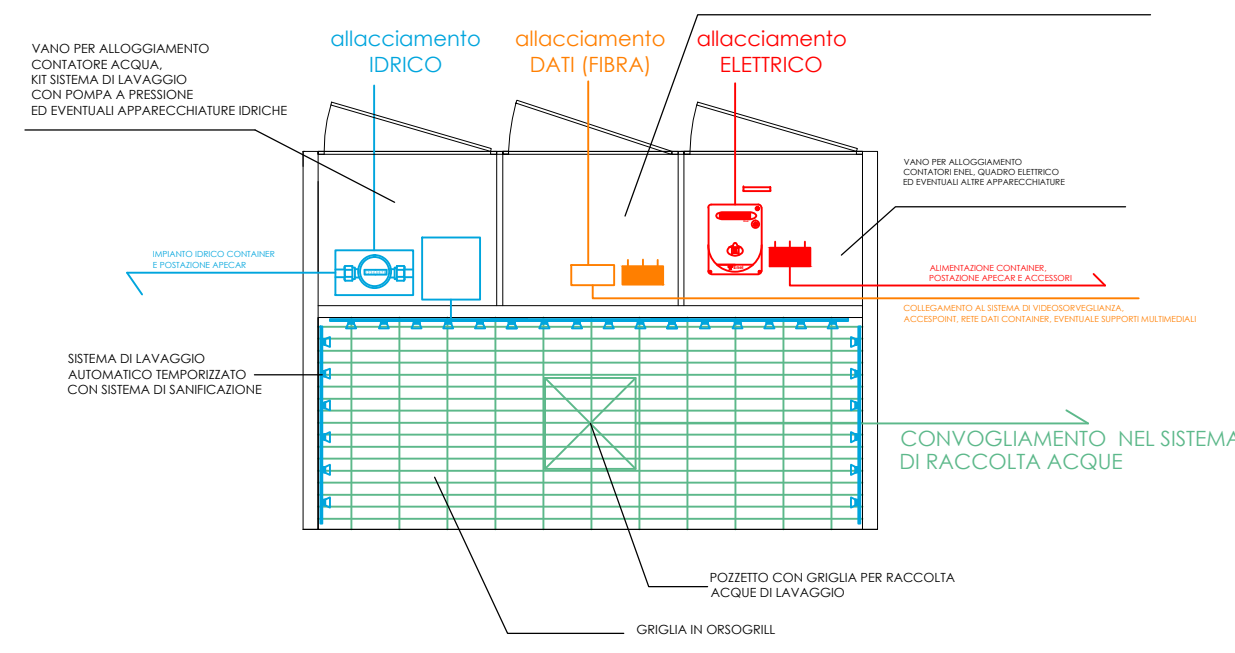 VANO PER ALLOGGIAMENTO
CONTATORE ACQUA,
KIT SISTEMA DI LAVAGGIO
CON POMPA A PRESSIONE
ED EVENTUALI APPARECCHIATURE IDRICHE
allacciamento
IDRICO
allacciamento
DATI (FIBRA)
allacciamento
ELETTRICO
VANO PER ALLOGGIAMENTO
CONTATORI ENEL, QUADRO ELETTRICO
ED EVENTUALI ALTRE APPARECCHIATURE
IMPIANTO IDRICO CONTAINER
E POSTAZIONE APECAR
ALIMENTAZIONE CONTAINER,
POSTAZIONE APECAR E ACCESSORI
COLLEGAMENTO AL SISTEMA DI VIDEOSORVEGLIANZA,
ACCESPOINT, RETE DATI CONTAINER, EVENTUALE SUPPORTI MULTIMEDIALI
SISTEMA DI LAVAGGIO
AUTOMATICO TEMPORIZZATO
CON SISTEMA DI SANIFICAZIONE
CONVOGLIAMENTO NEL SISTEMA
DI RACCOLTA ACQUE
POZZETTO CON GRIGLIA PER RACCOLTA
ACQUE DI LAVAGGIO
GRIGLIA IN ORSOGRILL